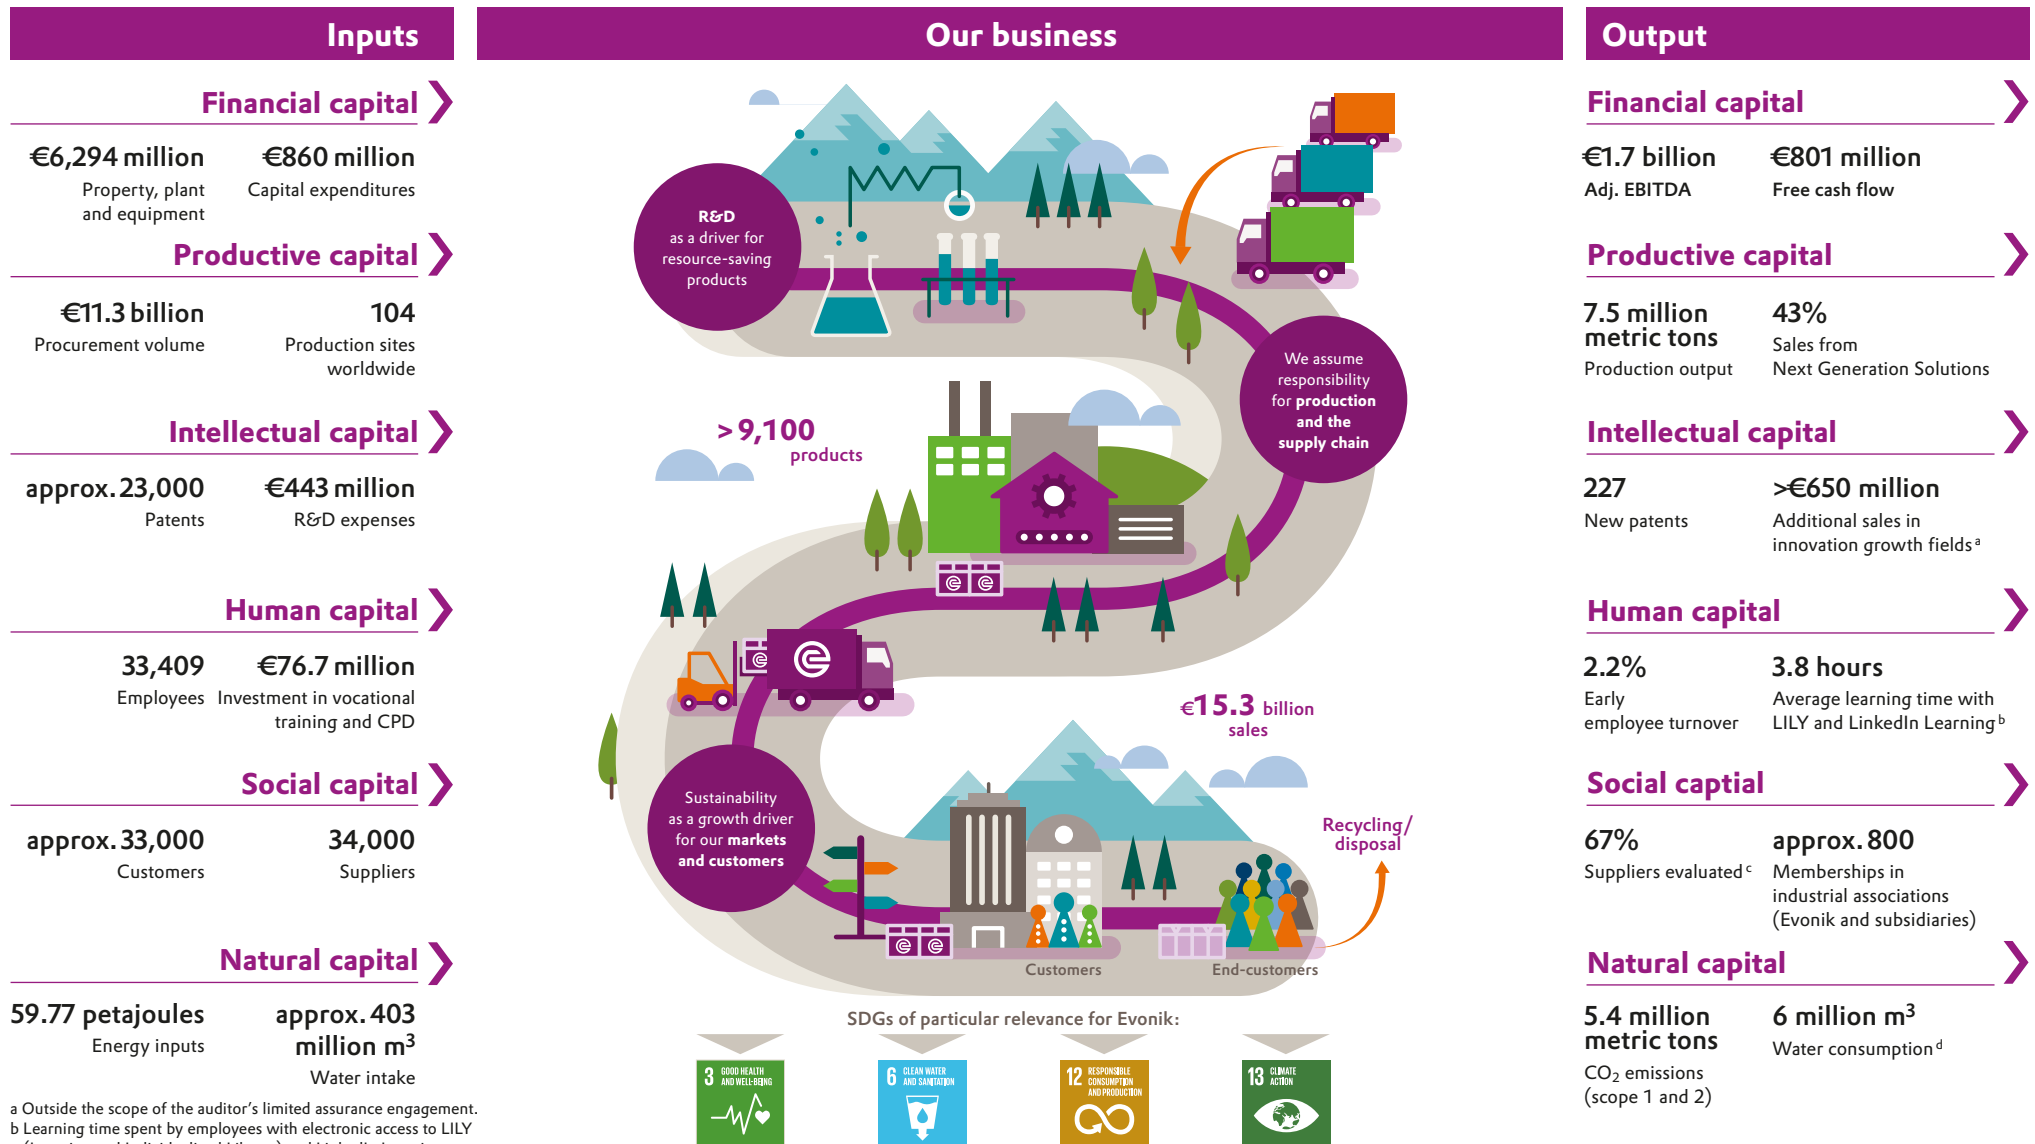 Inputs
Financial capital
€6,294 million €860 million
Property, plant Capital expenditures
and equipment
Productive capital
€11.3 billion 104
Procurement volume Production sites
worldwide
Intellectual capital
approx. 23,000 €443 million
Patents R&D expenses
Human capital
33,409 €76.7 million
Employees Investment in vocational
training and CPD
Social capital
approx. 33,000 34,000
Customers Suppliers
Natural capital
59.77 petajoules approx. 403
million m³
Energy inputs
Water intake
a Outside the scope of the auditor's limited assurance engagement.
b Learning time spent by employees with electronic access to LILY
Our business
R&D
as a driver for
resource-saving
products
We assume
responsibility
for production
and the
supply chain
> 9,100
products
€15.3 billion
sales
Sustainability
as a growth driver
for our markets
and customers
Recycling/
disposal
Customers
End-customers
SDGs of particular relevance for Evonik:
3 GOOD HEALTH
AND WELL-BEING
6 CLEAN WATER
AND SANITATION
12 RESPONSIBLE
CONSUMPTION
AND PRODUCTION
13 CLIMATE
ACTION
Output
Financial capital
€1.7 billion €801 million
Adj. EBITDA Free cash flow
Productive capital
7.5 million 43%
metric tons
Sales from
Production output Next Generation Solutions
Intellectual capital
227 >€650 million
New patents Additional sales in
innovation growth fields a
Human capital
2.2% 3.8 hours
Early Average learning time with
employee turnover LILY and LinkedIn Learning b
Social captial
67% approx. 800
Suppliers evaluated c Memberships in
industrial associations
(Evonik and subsidiaries)
Natural capital
5.4 million 6 million m³
metric tons
Water consumption d
CO₂ emissions
(scope 1 and 2)